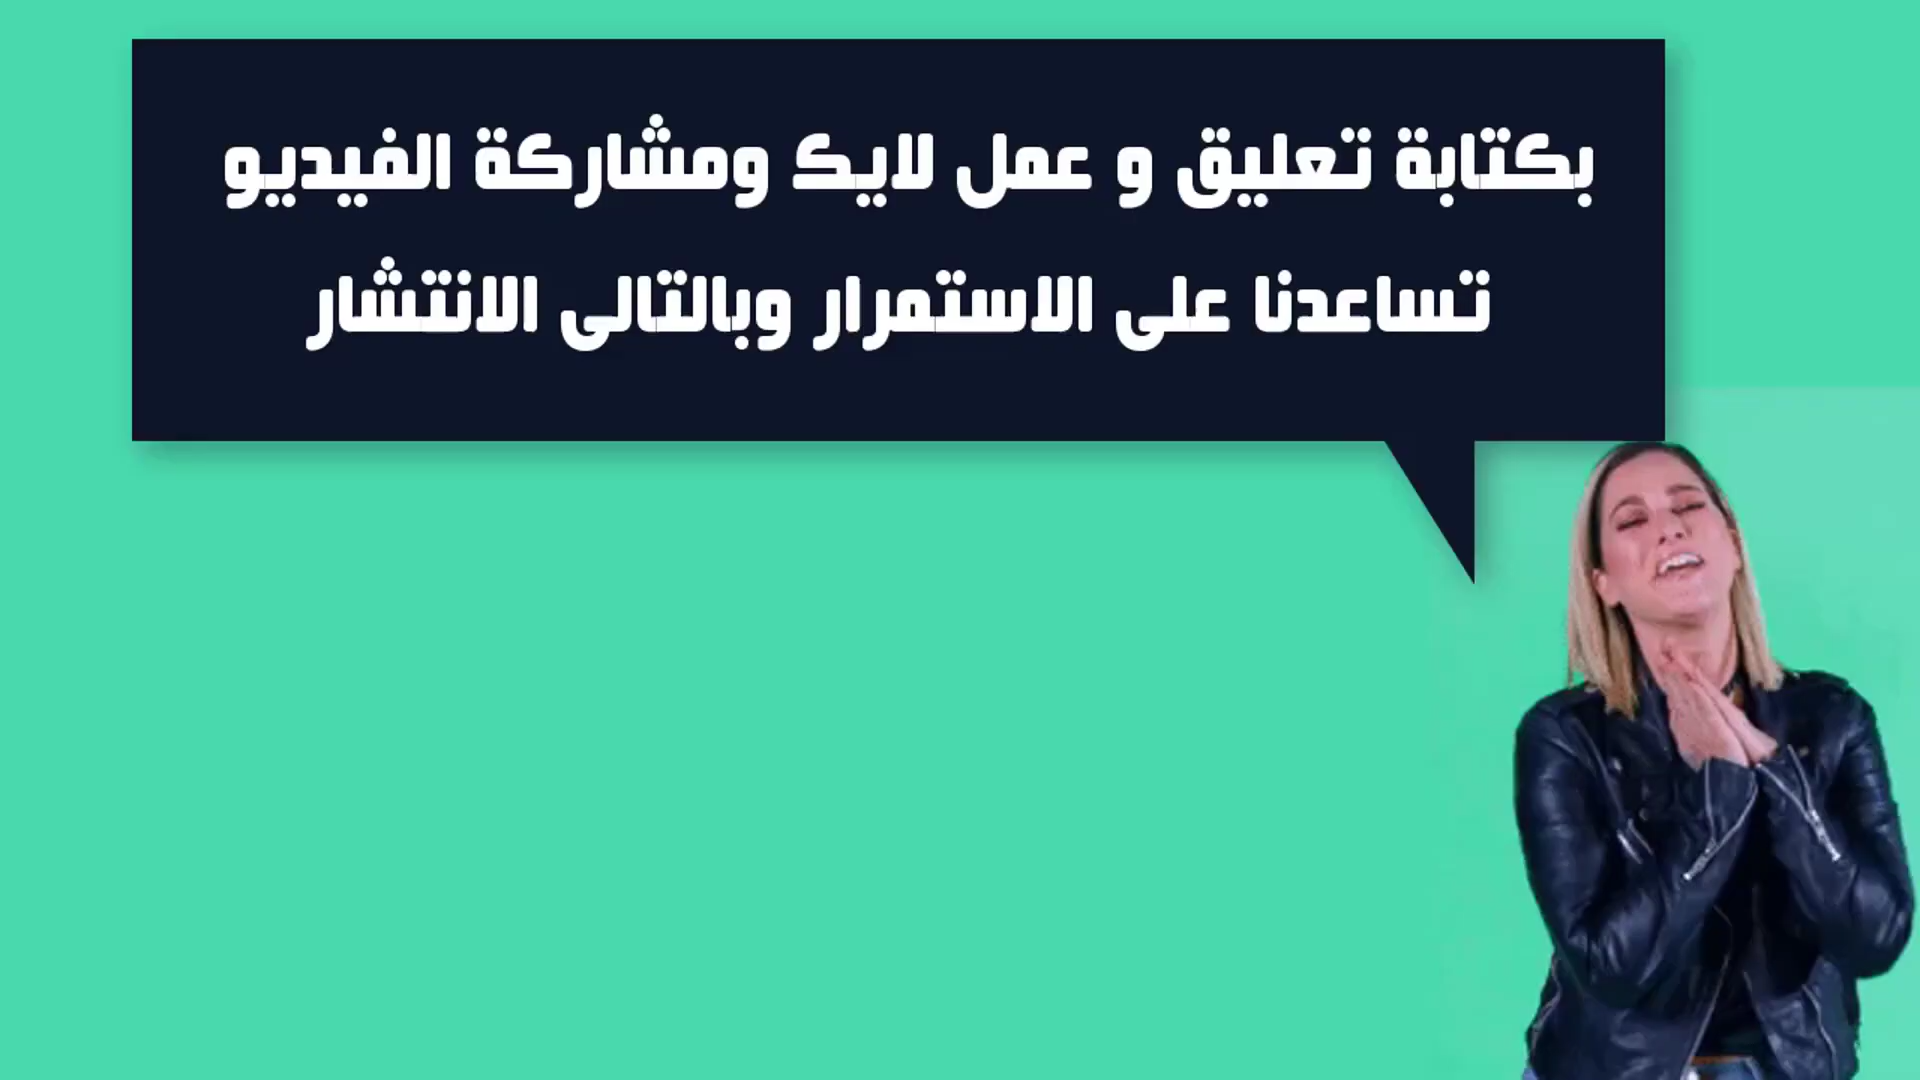 بكتابة تعليق و عمل لايك ومشاركة الفيديو
تساعدنا على الاستمرار وبالتالى الانتشار